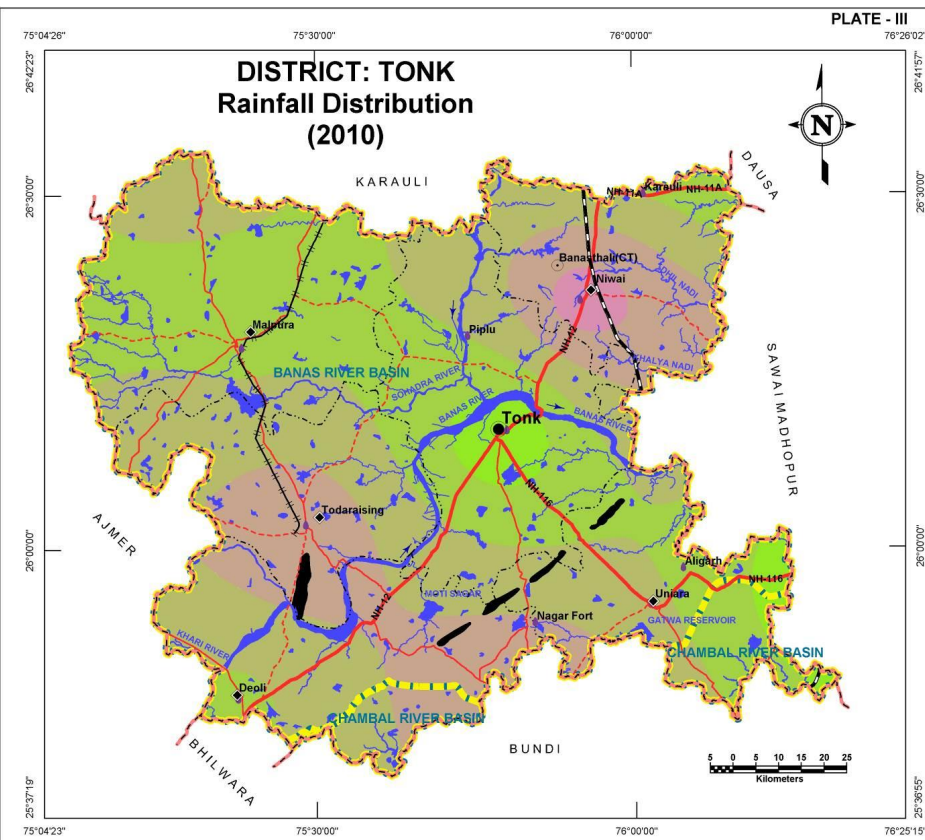 PLATE - III
75°04'26"
75°30'00"
76°00'00"
76°26'02"
26°42'23"
26°41'57"
DISTRICT: TONK
Rainfall Distribution
(2010)
N
DAUSA
KARAULI
26°30'00"
26°30'00"
NH-11A
Karauli
NH-11A
Banasthali(CT)
DHIL NADI
Niwai
Malpura
Piplu
NH-12
KHALYA NADI
BANAS RIVER BASIN
SOHADRA RIVER
BANAS RIVER
BANAS RIVER
SAWAI MADHOPUR
Tonk
NH-116
Todaraising
AJMER
26°00'00"
26°00'00"
Aligarh
NH-116
MOTI SAGAR
Uniara
NH-12
Nagar Fort
GATWA RESERVOIR
KHARI RIVER
CHAMBAL RIVER BASIN
Deoli
CHAMBAL RIVER BASIN
BUNDI
BHILWARA
5 0 5 10 15 20 25
Kilometers
25°37'19"
25°36'55"
75°04'23"
75°30'00"
76°00'00"
76°25'15"